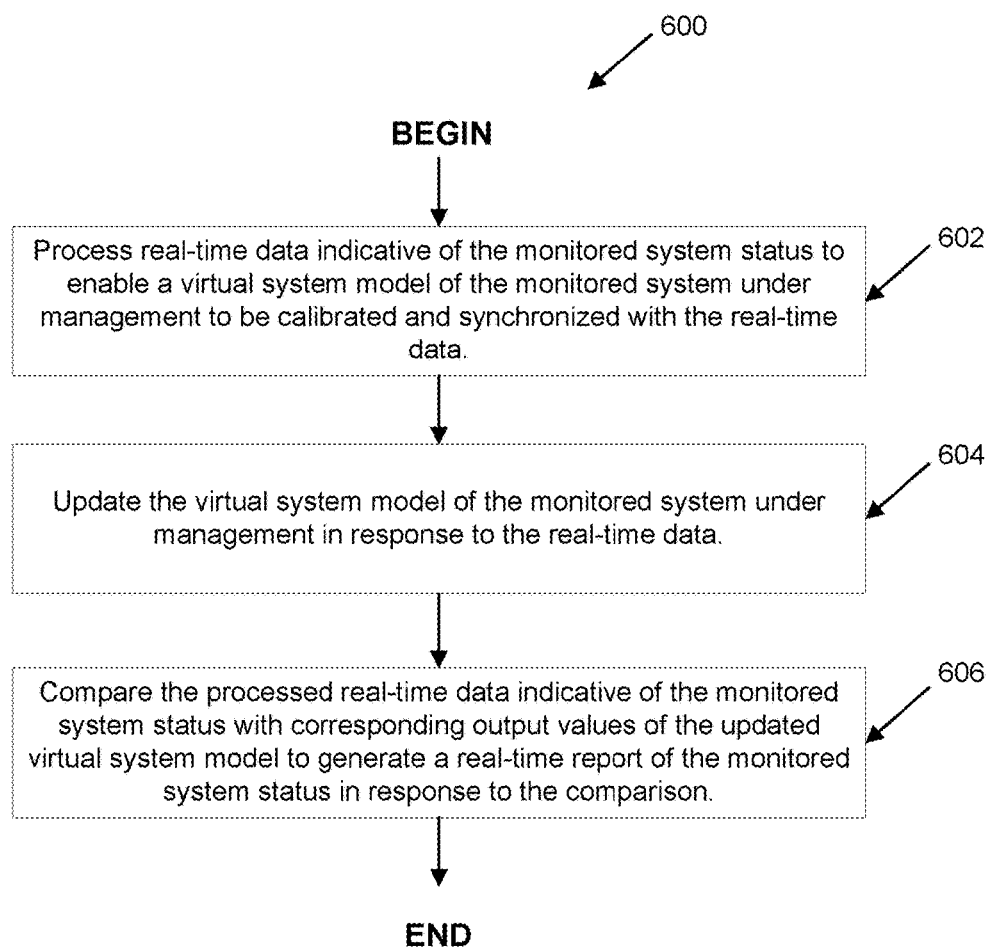 600
BEGIN
Process real-time data indicative of the monitored system status to
enable a virtual system model of the monitored system under
management to be calibrated and synchronized with the real-time
data.
602
Update the virtual system model of the monitored system under
management in response to the real-time data.
604
Compare the processed real-time data indicative of the monitored
system status with corresponding output values of the updated
virtual system model to generate a real-time report of the monitored
system status in response to the comparison.
606
END